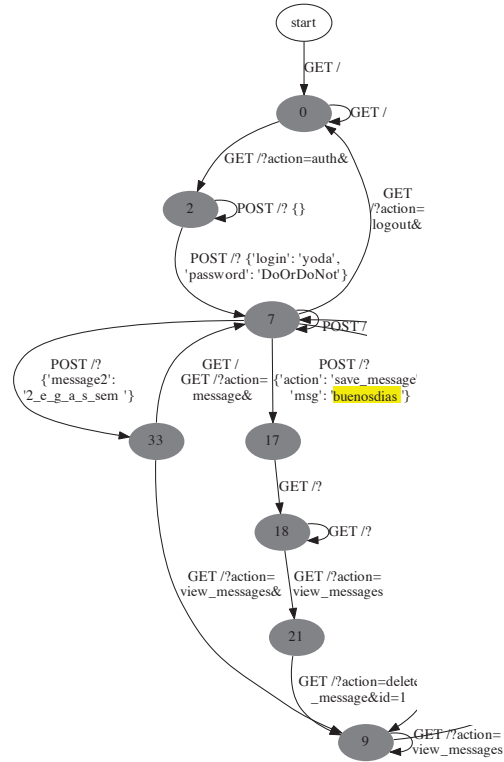 start
GET /
0
GET /
GET /?action=auth&
GET
/?action=
logout&
2
POST /? {}
POST /? {'login': 'yoda',
'password': 'DoOrDoNot'}
7
POST /
POST /?
{'message2':
'2_e_g_a_s_sem '}
GET /
GET /?action=
message&
POST /?
{'action': 'save_message'
'msg': 'buenosdias '}
33
17
GET /?
18
GET /?
GET /?action=
view_messages&
GET /?action=
view_messages
21
GET /?action=delete
_message&id=1
9
GET /?action=
view_messages